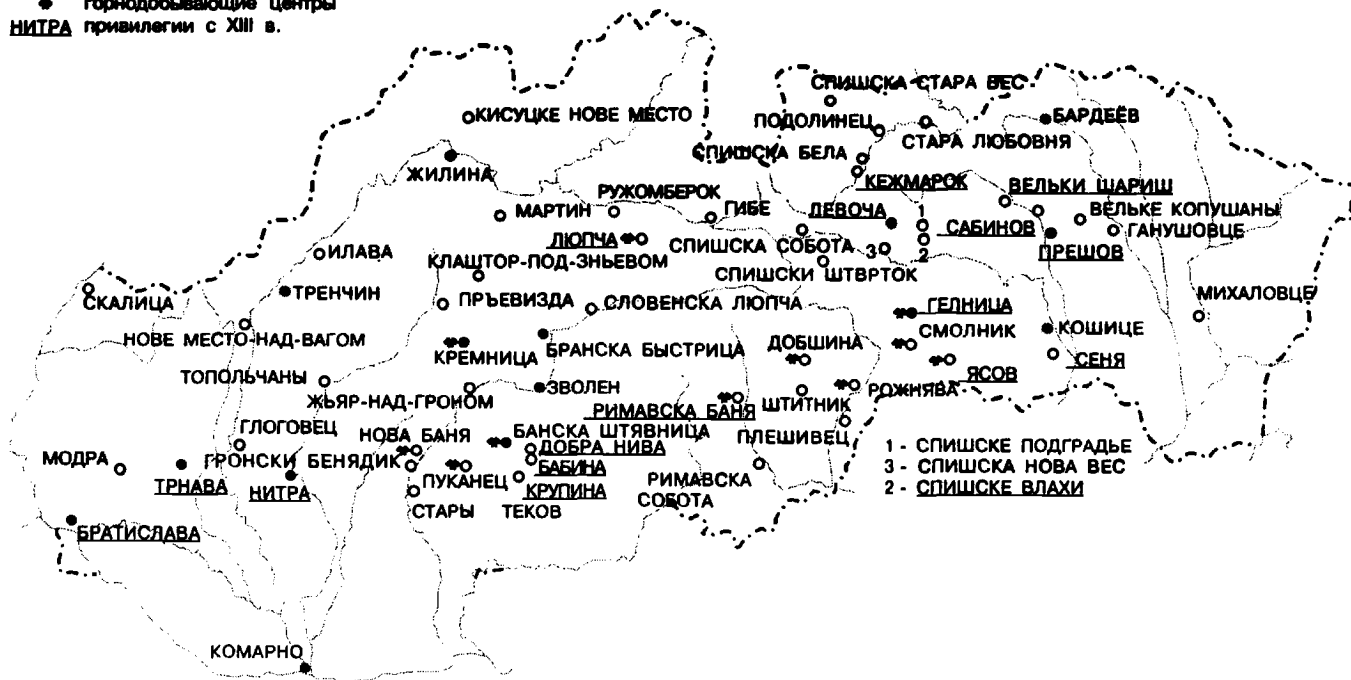 горнодобывающие центры
НИТРА привилегии с XIII в.
СПИШСКА СТАРА ВЕС
КИСУЦКЕ НОВЕ МЕСТО
ПОДОЛИНЕЦ
БАРДЕЁВ
СТАРА ЛЮБОВНЯ
СПИШСКА БЕЛА
ЖИЛИНА
КЕЖМАРОК
ВЕЛЬКИ ШАРИШ
РУЖОМБЕРОК
МАРТИН
ГИБЕ
ЛЕВОЧА
1
ВЕЛЬКЕ КОПУШАНЫ
САБИНОВ
ГАНУШОВЦЕ
ЛЮПЧА
СПИШСКА СОБОТА
3
2
ПРЕШОВ
ИЛАВА
КЛАШТОР-ПОД-ЗНЬЕВОМ
СПИШСКИ ШТВРТОК
ТРЕНЧИН
СКАЛИЦА
ПРЪЕВИЗДА
СЛОВЕНСКА ЛЮПЧА
МИХАЛОВЦЕ
ГЕЛНИЦА
НОВЕ МЕСТО-НАД-ВАГОМ
СМОЛНИК
КОШИЦЕ
КРЕМНИЦА
БРАНСКА БЫСТРИЦА
ДОБШИНА
СЕНЯ
ТОПОЛЬЧАНЫ
ЯСОВ
ЖЬЯР-НАД-ГРОНОМ
ЗВОЛЕН
РОЖНЯВА
РИМАВСКА БАНЯ
ШТИТНИК
ГЛОГОВЕЦ
НОВА БАНЯ
БАНСКА ШТЯВНИЦА
ПЛЕШИВЕЦ
ДОБРА НИВА
1 - СПИШСКЕ ПОДГРАДЬЕ
МОДРА
ГРОНСКИ БЕНЯДИК
БАБИНА
3 - СПИШСКА НОВА ВЕС
ТРНАВА
НИТРА
ПУКАНЕЦ
КРУПИНА
РИМАВСКА
СОБОТА
2 - СПИШСКЕ ВЛАХИ
СТАРЫ ТЕКОВ
БРАТИСЛАВА
КОМАРНО